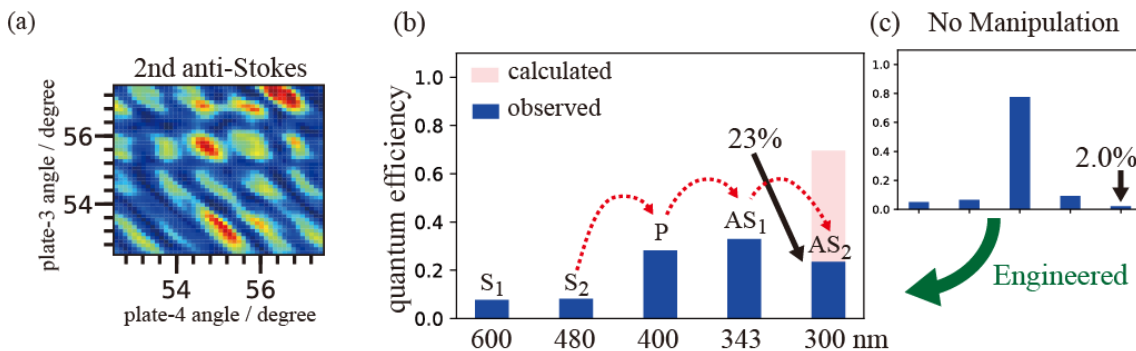 (a)
2nd anti-Stokes
plate-3 angle / degree
56
54
54 56
plate-4 angle / degree
(b)
quantum efficiency
1.0
0.8
0.6
0.4
0.2
0.0
calculated
observed
23%
S1
S2
P
AS1
AS2
600 480 400 343 300 nm
(c)
No Manipulation
1.0
0.8
0.6
0.4
0.2
0.0
2.0%
Engineered